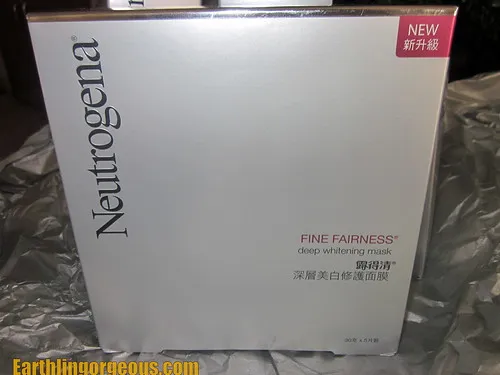 NEW
新升級
Neutrogena®
FINE FAIRNESS®
deep whitening mask
露得清®
深層美白修護面膜
Earthlingorgeous.com